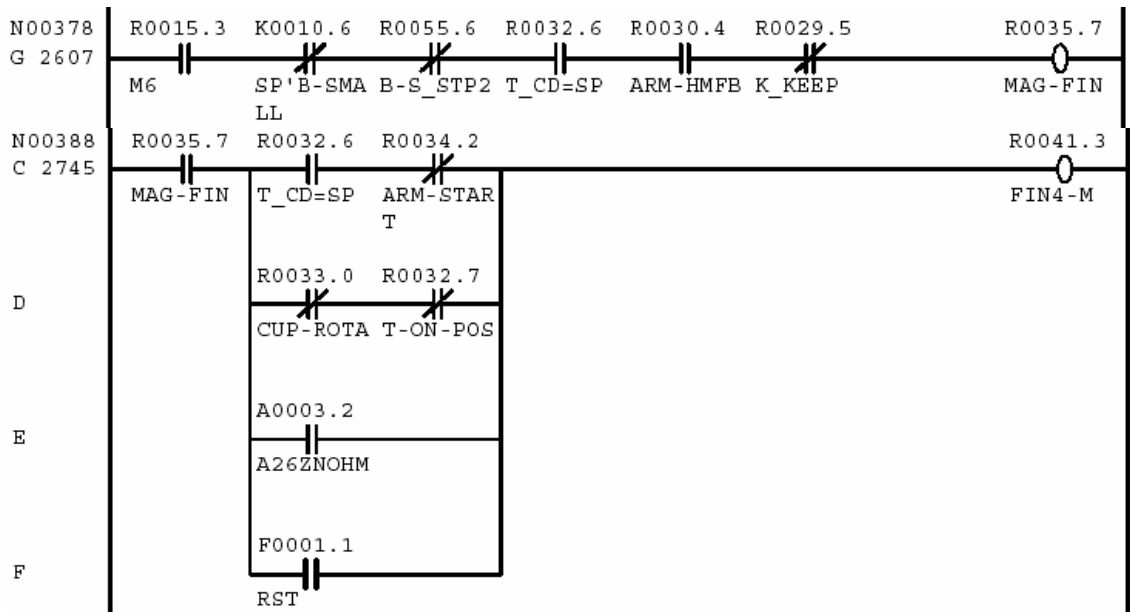 N00378 R0015.3 K0010.6 R0055.6 R0032.6 R0030.4 R0029.5 R0035.7
G 2607
M6 SP'B-SMA B-S_STP2 T_CD=SP ARM-HMFB K_KEEP MAG-FIN
LL
N00388 R0035.7 R0032.6 R0034.2 R0041.3
C 2745
MAG-FIN T_CD=SP ARM-STAR FIN4-M
T
R0033.0 R0032.7
D
CUP-ROTA T-ON-POS
A0003.2
E
A26ZNOHM
F0001.1
F
RST